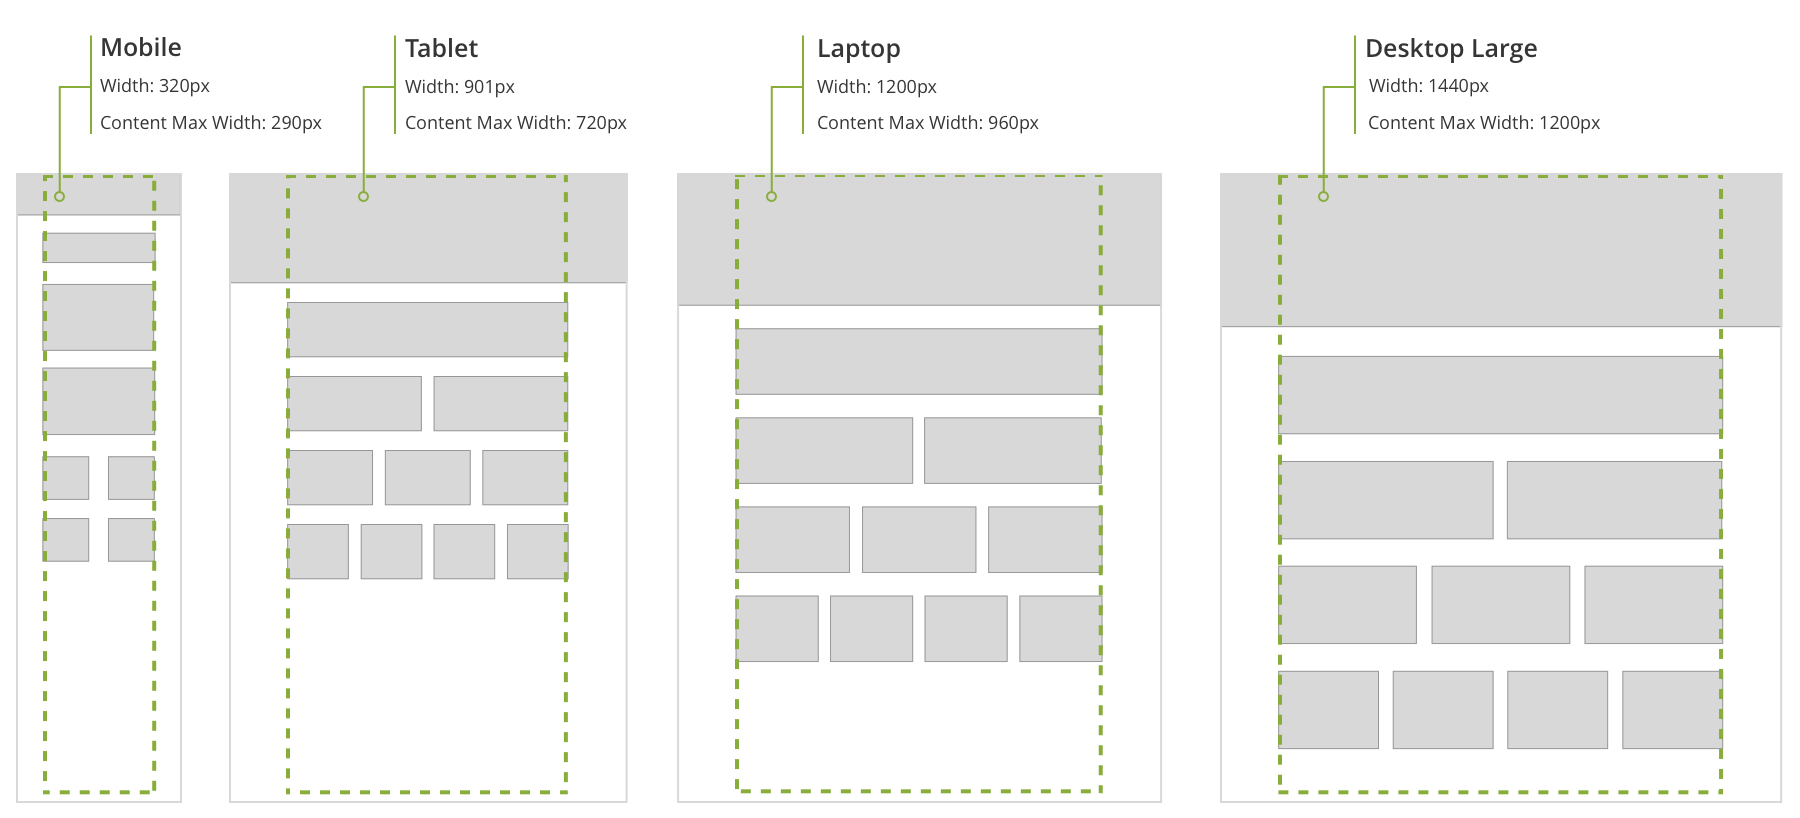 Mobile
Width: 320px
Content Max Width: 290px
Tablet
Width: 901px
Content Max Width: 720px
Laptop
Width: 1200px
Content Max Width: 960px
Desktop Large
Width: 1440px
Content Max Width: 1200px